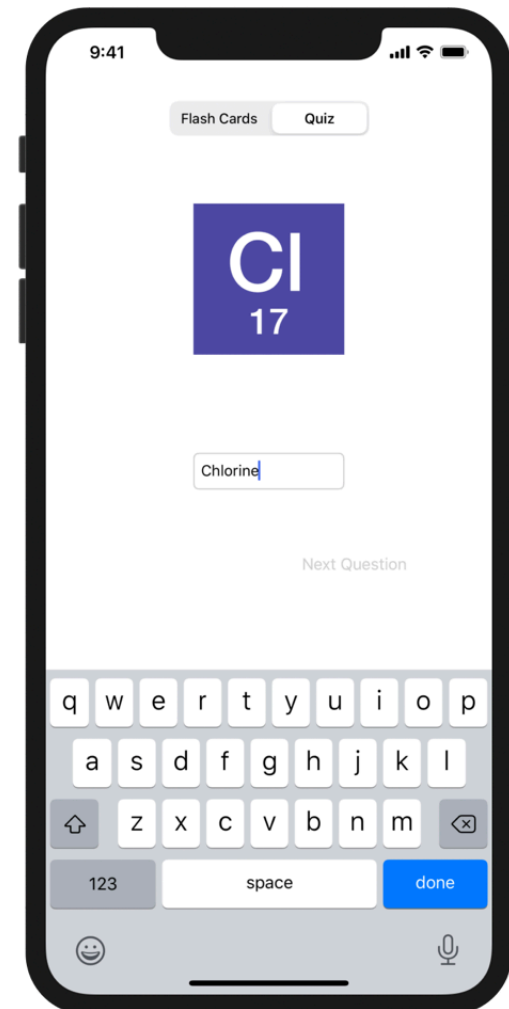 9:41
Flash Cards Quiz
Cl
17
Chlorine
Next Question
q w e r t y u i o p
a s d f g h j k l
z x c v b n m
123 space done